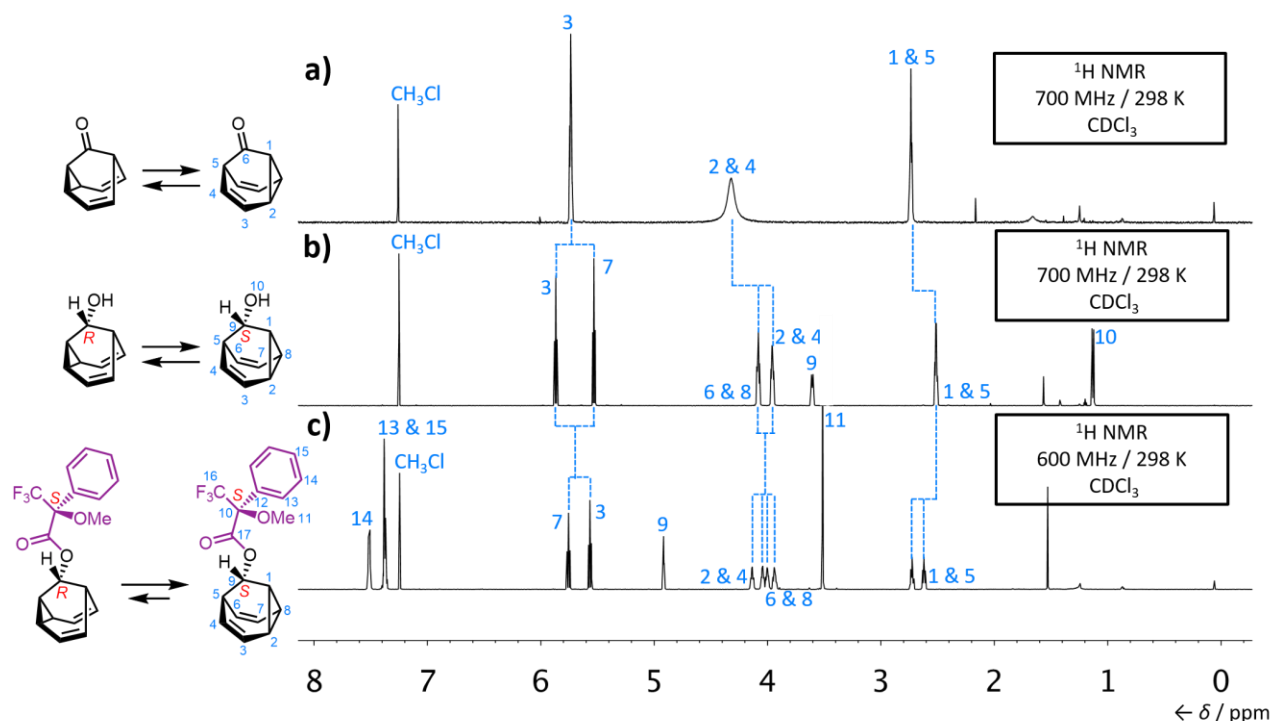 a)
3
1 & 5
CH₃Cl
2 & 4
¹H NMR
700 MHz / 298 K
CDCl₃
O
O
6
1
5
4
3
2
b)
CH₃Cl
3
7
2 & 4
6 & 8
9
1 & 5
10
¹H NMR
700 MHz / 298 K
CDCl₃
H
OH
R
10
H
OH
9
S
1
5
6
7
8
4
2
3
c)
13 & 15
CH₃Cl
14
7
3
9
2 & 4
6 & 8
11
1 & 5
¹H NMR
600 MHz / 298 K
CDCl₃
F₃C
S
OMe
O
O
H
R
15
14
16
F₃C
S
12
13
10
OMe
11
17
O
O
H
9
S
1
5
6
7
8
4
2
3
8 7 6 5 4 3 2 1 0
← δ / ppm